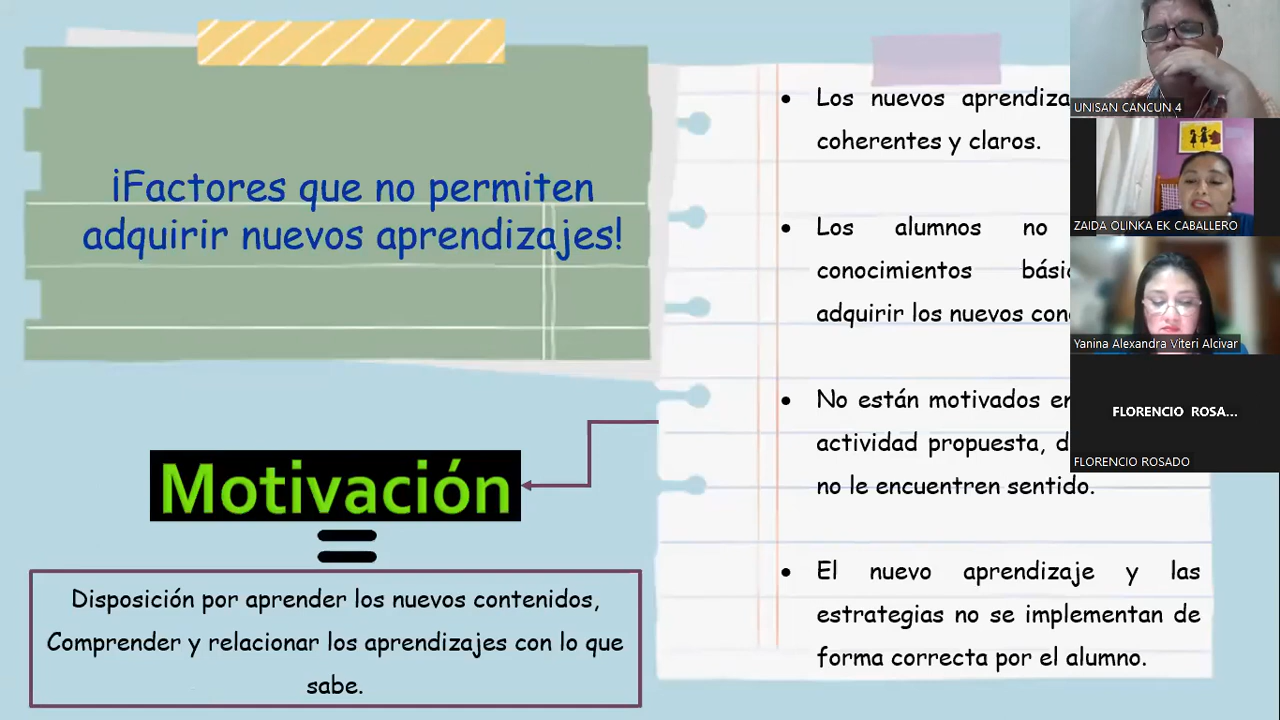 ¡Factores que no permiten
adquirir nuevos aprendizajes!
Motivación
=
Disposición por aprender los nuevos contenidos,
Comprender y relacionar los aprendizajes con lo que
sabe.
• Los nuevos
coherentes y claros.
• Los alumnos no
conocimientos
adquirir los nuevos
• No están motivados
actividad propuesta,
no le encuentren sentido.
• El nuevo aprendizaje y las
estrategias no se implementan de
forma correcta por el alumno.
UNISAN CANCUN 4
ZAIDA OLINKA EK CABALLERO
Yanina Alexandra Viteri Alcivar
FLORENCIO ROSA...
FLORENCIO ROSADO